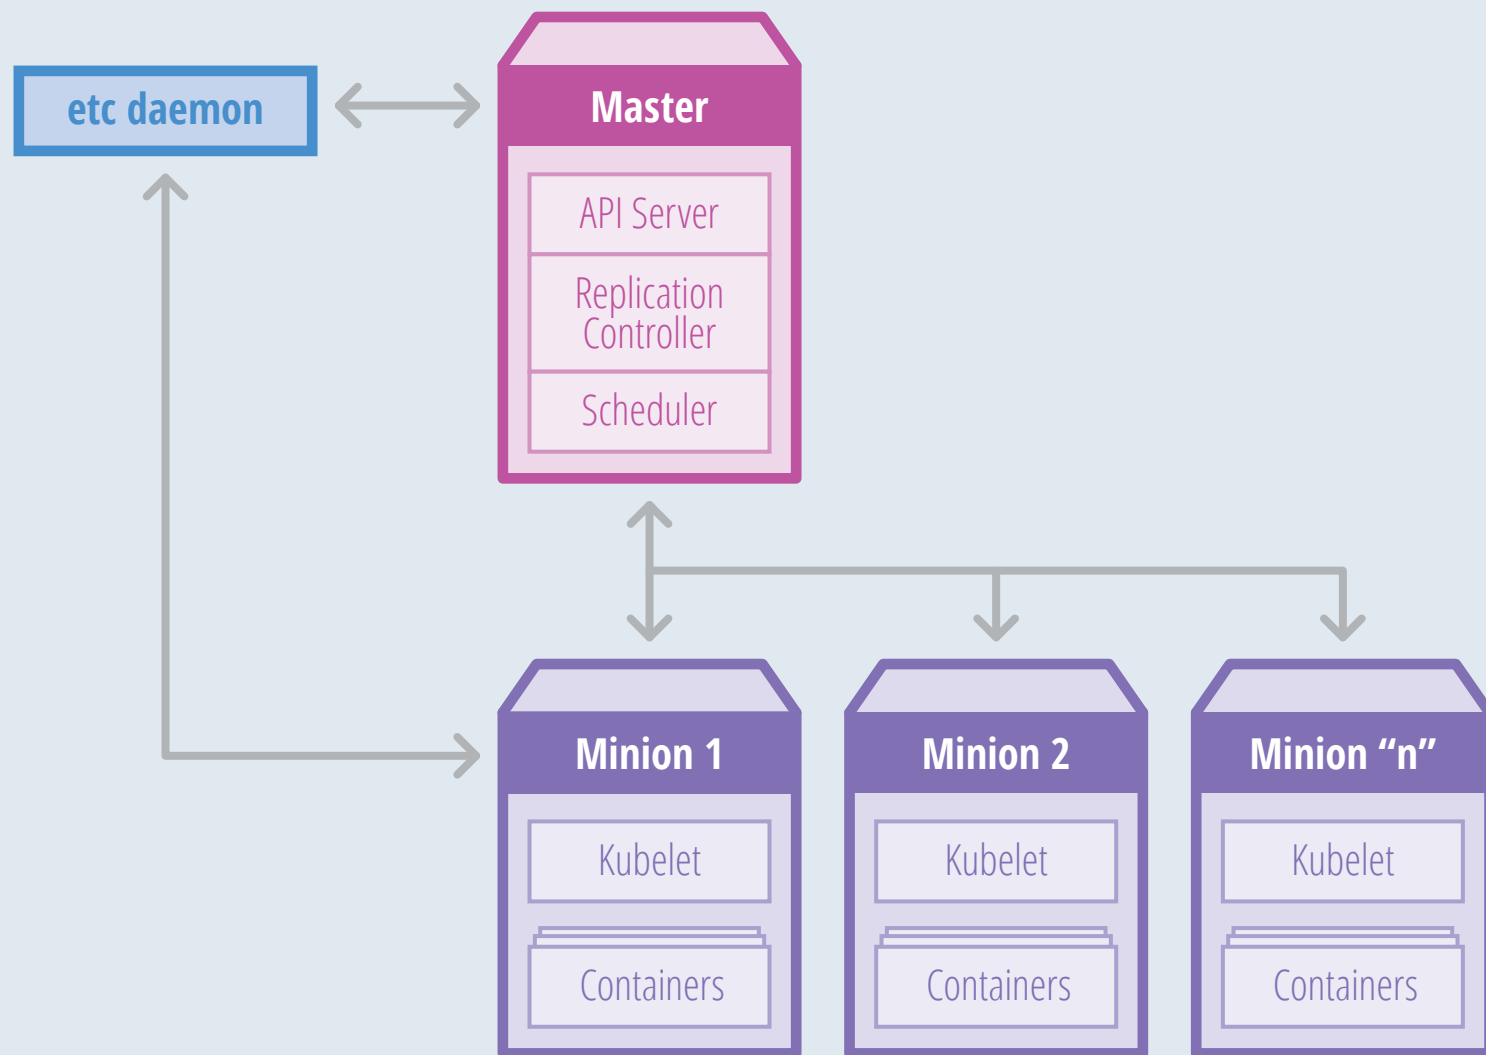 etc daemon
Master
API Server
Replication
Controller
Scheduler
Minion 1
Minion 2
Minion “n”
Kubelet
Kubelet
Kubelet
Containers
Containers
Containers